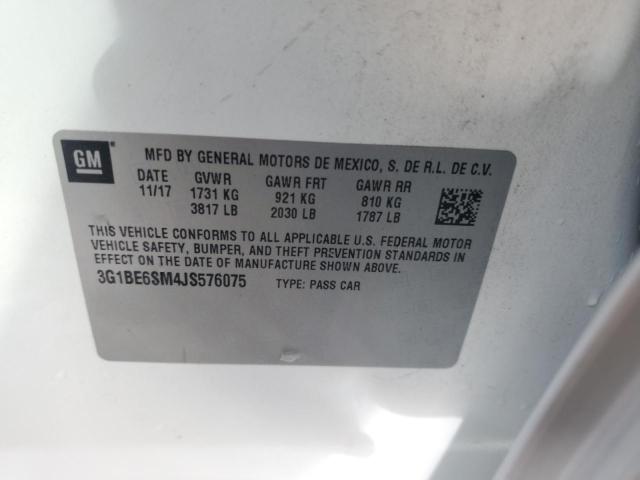 GM
MFD BY GENERAL MOTORS DE MEXICO, S. DE R.L. DE C.V.
DATE GVWR GAWR FRT GAWR RR
11/17 1731 KG 921 KG 810 KG
3817 LB 2030 LB 1787 LB
THIS VEHICLE CONFORMS TO ALL APPLICABLE U.S. FEDERAL MOTOR
VEHICLE SAFETY, BUMPER, AND THEFT PREVENTION STANDARDS IN
EFFECT ON THE DATE OF MANUFACTURE SHOWN ABOVE.
3G1BE6SM4JS576075 TYPE: PASS CAR